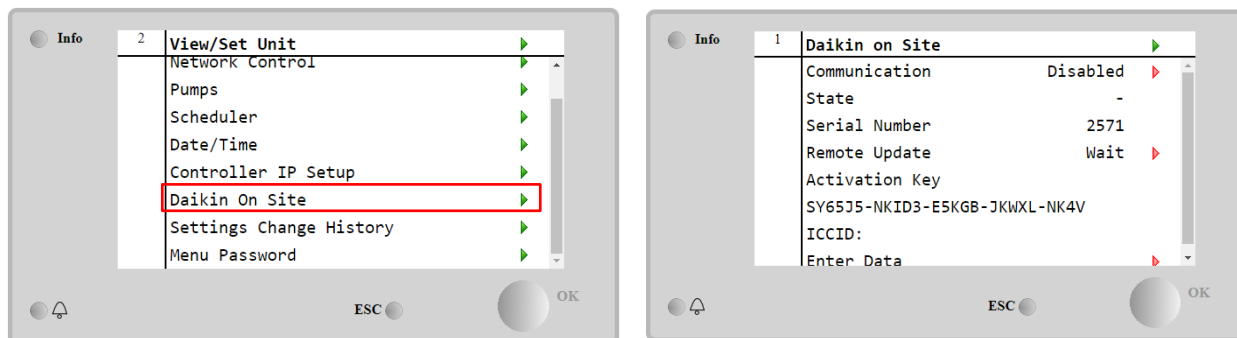 Info
2
View/Set Unit
Network Control
Pumps
Scheduler
Date/Time
Controller IP Setup
Daikin On Site
Settings Change History
Menu Password
ESC
OK
Info
1
Daikin on Site
Communication Disabled
State -
Serial Number 2571
Remote Update Wait
Activation Key
SY65J5-NKID3-E5KGB-JKWXL-NK4V
ICCID:
Enter Data
ESC
OK